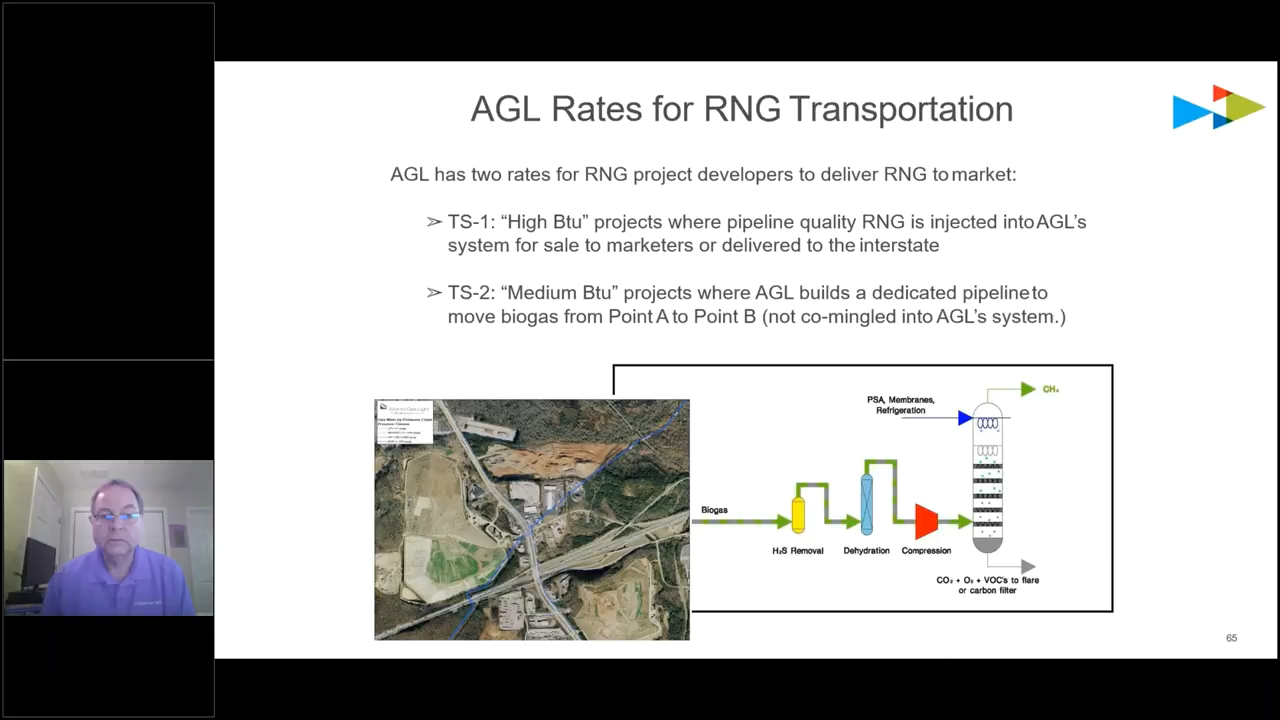 AGL Rates for RNG Transportation
AGL has two rates for RNG project developers to deliver RNG to market:
➢ TS-1: “High Btu” projects where pipeline quality RNG is injected into AGL’s
system for sale to marketers or delivered to the interstate
➢ TS-2: “Medium Btu” projects where AGL builds a dedicated pipeline to
move biogas from Point A to Point B (not co-mingled into AGL’s system.)
PSA, Membranes,
Refrigeration
CH₄
Biogas
H₂S Removal
Dehydration
Compression
CO₂ + O₂ + VOC's to flare
or carbon filter
65